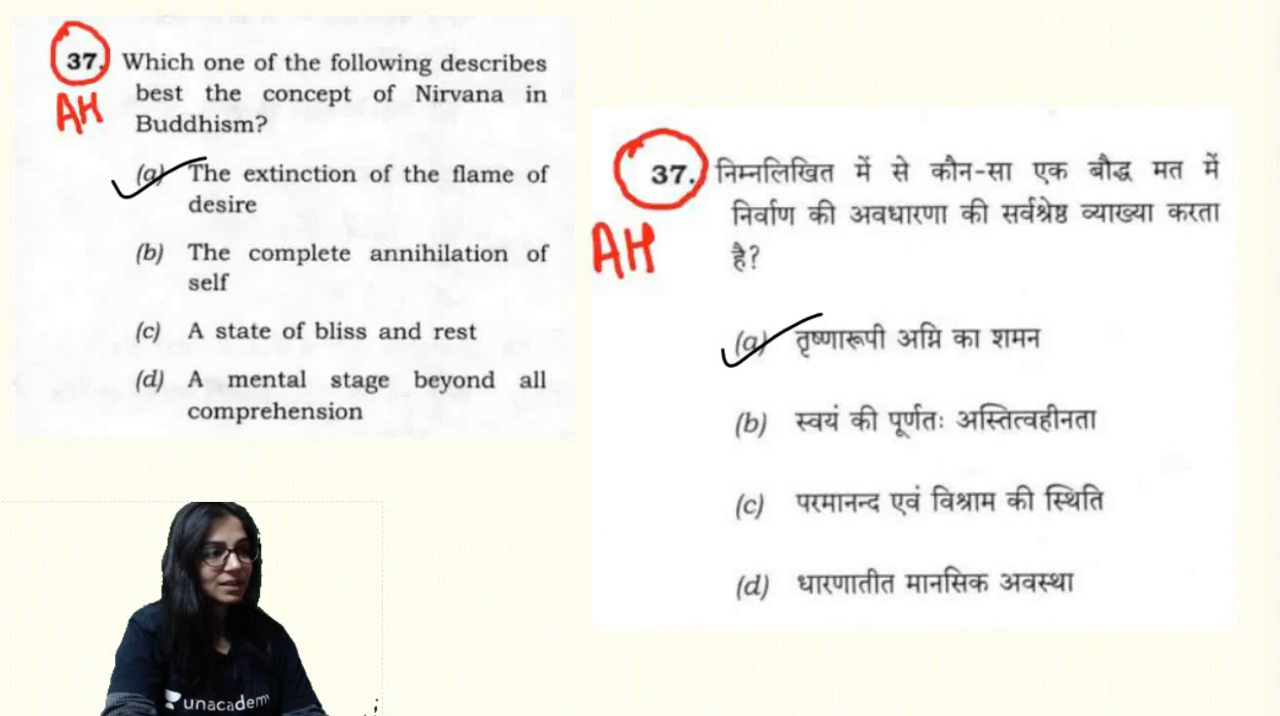 37. Which one of the following describes
best the concept of Nirvana in
Buddhism?
AH
(a) The extinction of the flame of
desire
(b) The complete annihilation of
self
(c) A state of bliss and rest
(d) A mental stage beyond all
comprehension
37. निम्नलिखित में से कौन-सा एक बौद्ध मत में
निर्वाण की अवधारणा की सर्वश्रेष्ठ व्याख्या करता
है?
AH
(a) तृष्णारूपी अग्नि का शमन
(b) स्वयं की पूर्णतः अस्तित्वहीनता
(c) परमानन्द एवं विश्राम की स्थिति
(d) धारणातीत मानसिक अवस्था
unacademy